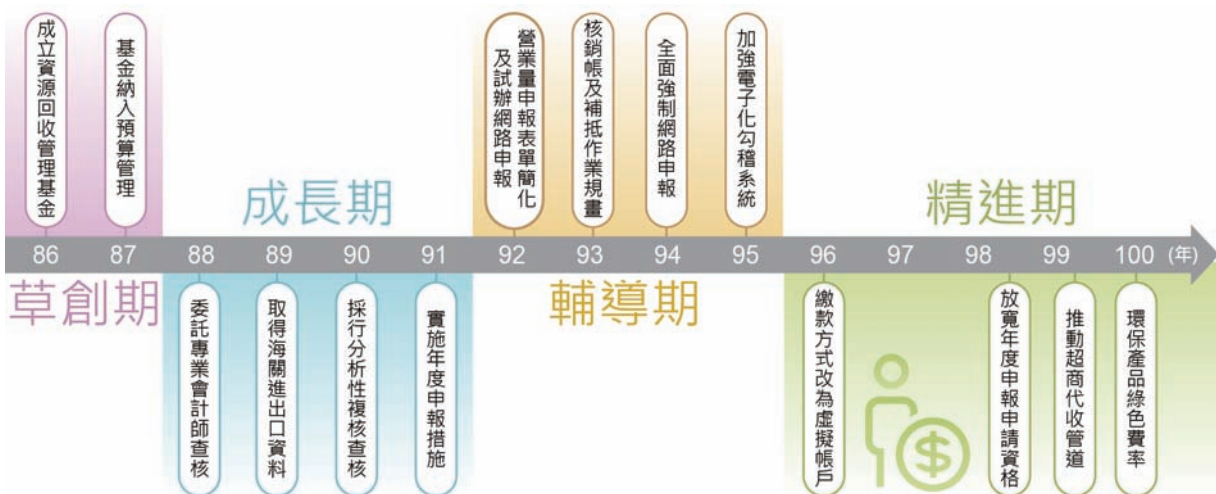 成立資源回收管理基金
基金納入預算管理
營業量申報表單簡化
及試辦網路申報
核銷帳及補抵作業規畫
全面強制網路申報
加強電子化勾稽系統
成長期
精進期
86 87 88 89 90 91 92 93 94 95 96 97 98 99 100 (年)
草創期
輔導期
委託專業會計師查核
取得海關進出口資料
採行分析性複核查核
實施年度申報措施
繳款方式改為虛擬帳戶
放寬年度申報申請資格
推動超商代收管道
環保產品綠色費率
$